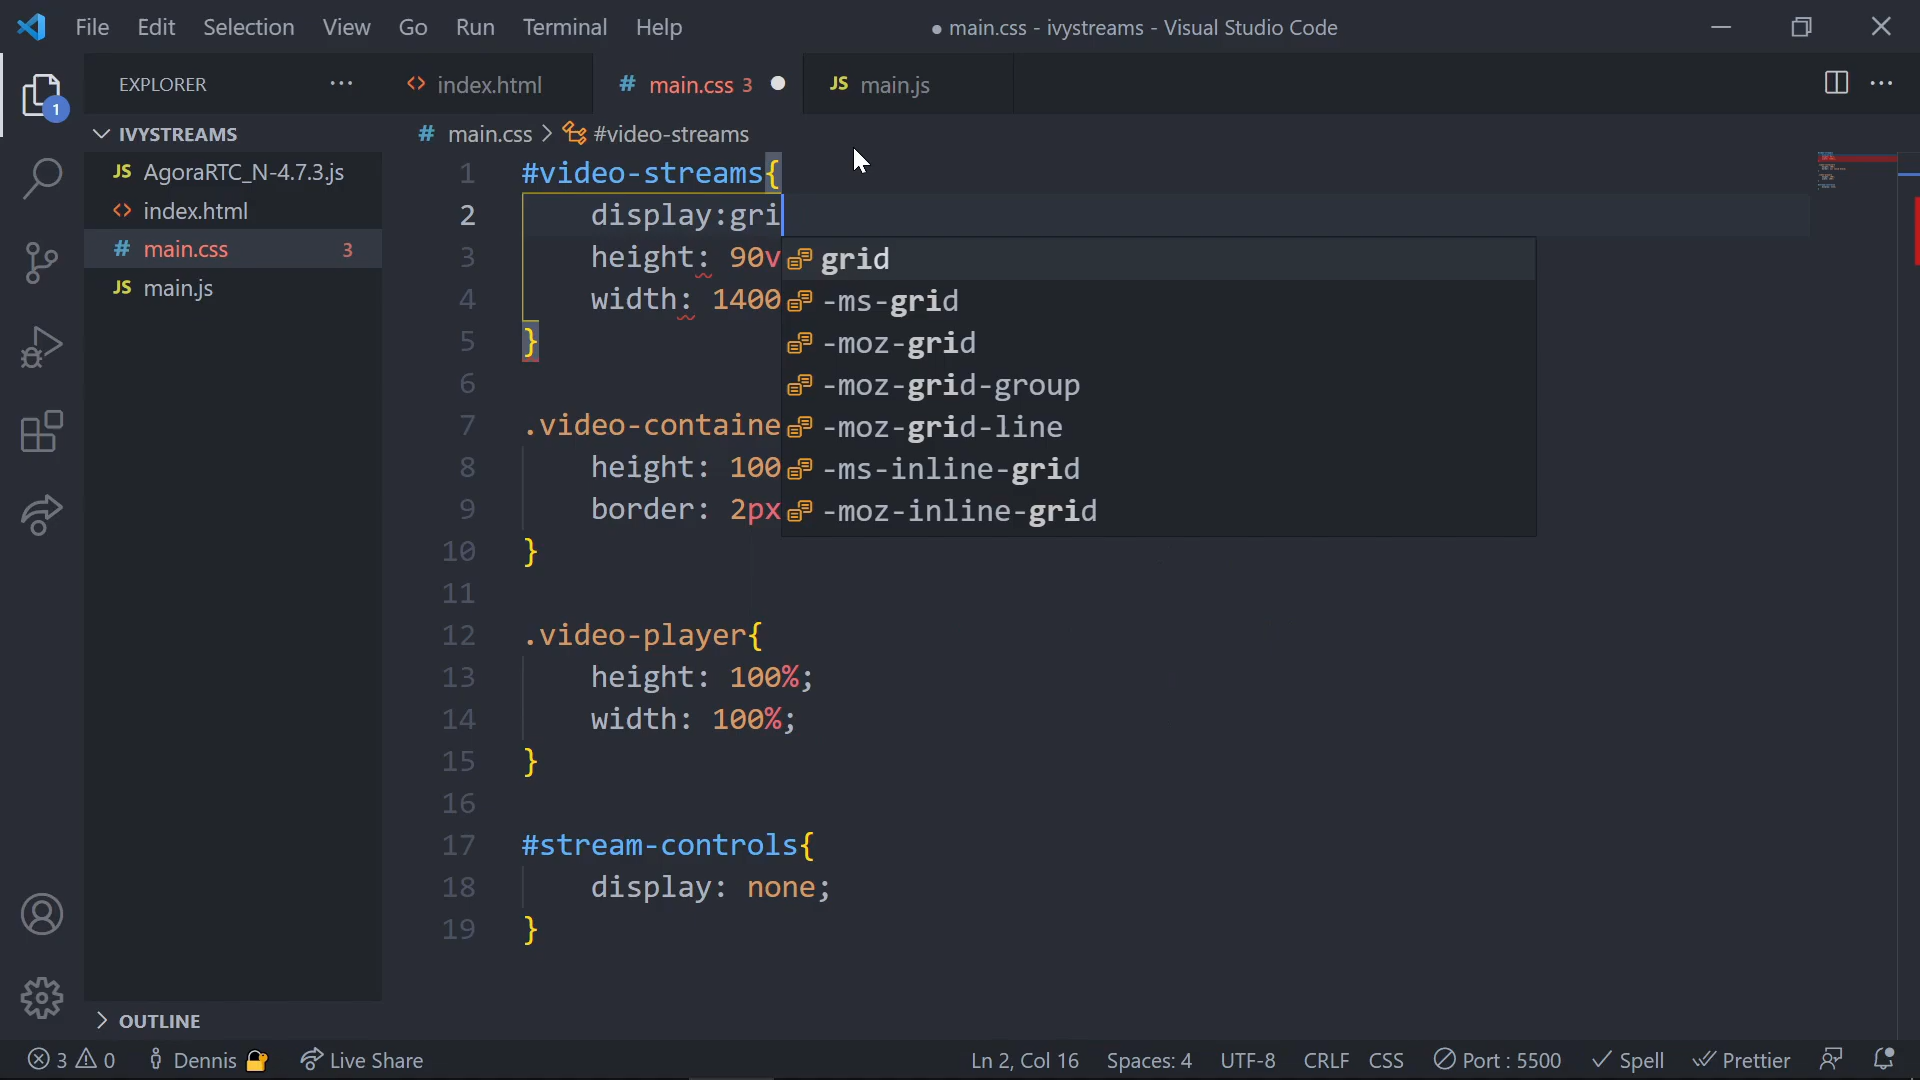 File Edit Selection View Go Run Terminal Help
● main.css - ivystreams - Visual Studio Code
1
EXPLORER ···
<> index.html
# main.css 3 ●
JS main.js
IVYSTREAMS
JS AgoraRTC_N-4.7.3.js
<> index.html
# main.css 3
JS main.js
OUTLINE
# main.css > #video-streams
1 #video-streams{
2 display:gri
3 height: 90v
4 width: 1400
5 }
6
7 .video-containe
8 height: 100
9 border: 2px
10 }
11
12 .video-player{
13 height: 100%;
14 width: 100%;
15 }
16
17 #stream-controls{
18 display: none;
19 }
grid
-ms-grid
-moz-grid
-moz-grid-group
-moz-grid-line
-ms-inline-grid
-moz-inline-grid
3 0 Dennis 🔒 Live Share Ln 2, Col 16 Spaces: 4 UTF-8 CRLF CSS Port : 5500 Spell Prettier